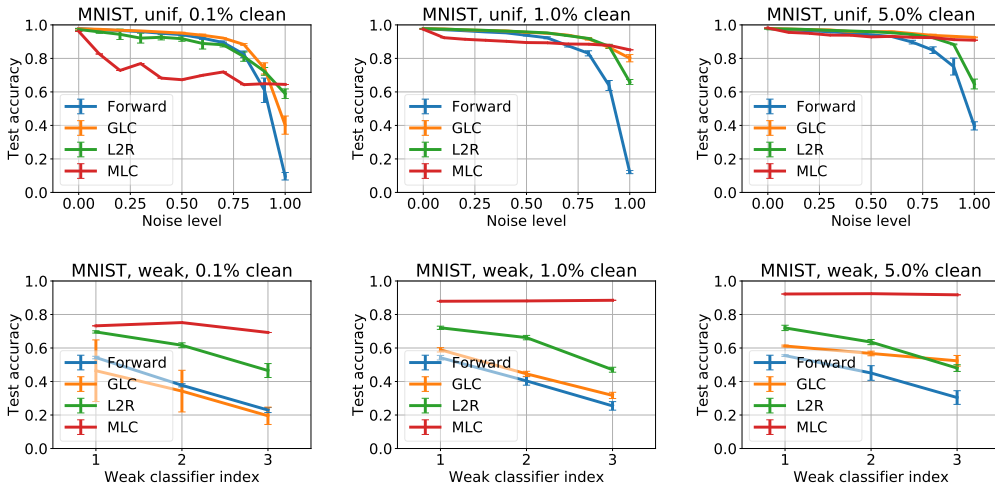 MNIST, unif, 0.1% clean
1.0
0.8
0.6
0.4
0.2
0.0
Test accuracy
Forward
GLC
L2R
MLC
0.00 0.25 0.50 0.75 1.00
Noise level
MNIST, unif, 1.0% clean
1.0
0.8
0.6
0.4
0.2
0.0
Test accuracy
Forward
GLC
L2R
MLC
0.00 0.25 0.50 0.75 1.00
Noise level
MNIST, unif, 5.0% clean
1.0
0.8
0.6
0.4
0.2
0.0
Test accuracy
Forward
GLC
L2R
MLC
0.00 0.25 0.50 0.75 1.00
Noise level
MNIST, weak, 0.1% clean
1.0
0.8
0.6
0.4
0.2
0.0
Test accuracy
Forward
GLC
L2R
MLC
1 2 3
Weak classifier index
MNIST, weak, 1.0% clean
1.0
0.8
0.6
0.4
0.2
0.0
Test accuracy
Forward
GLC
L2R
MLC
1 2 3
Weak classifier index
MNIST, weak, 5.0% clean
1.0
0.8
0.6
0.4
0.2
0.0
Test accuracy
Forward
GLC
L2R
MLC
1 2 3
Weak classifier index